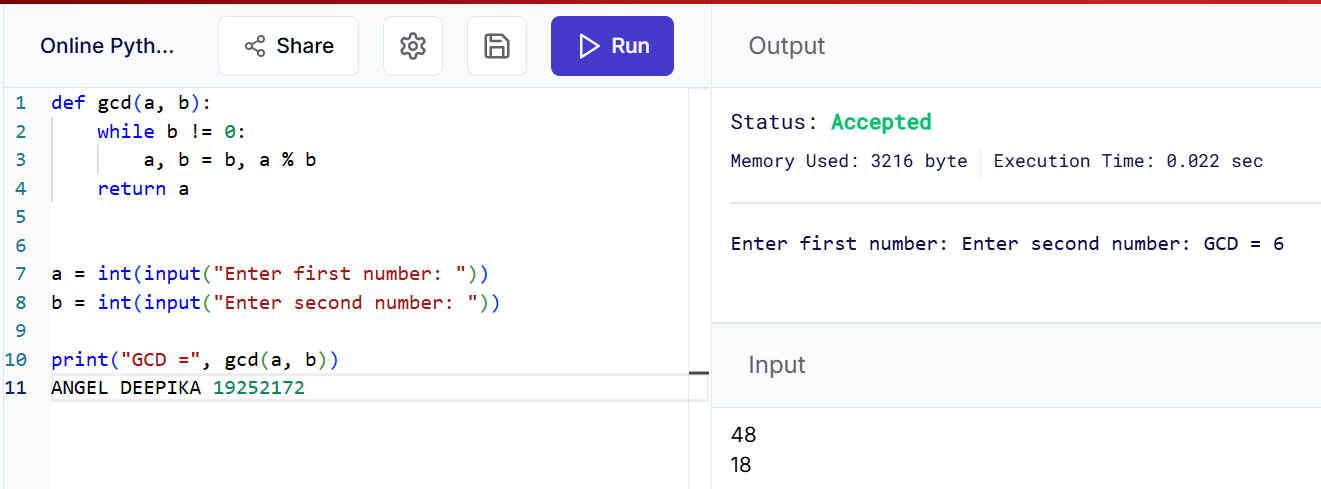 Online Pyth...
Share
Run
1 def gcd(a, b):
2     while b != 0:
3         a, b = b, a % b
4     return a
5
6
7 a = int(input("Enter first number: "))
8 b = int(input("Enter second number: "))
9
10 print("GCD =", gcd(a, b))
11 ANGEL DEEPIKA 19252172
Output
Status: Accepted
Memory Used: 3216 byte
Execution Time: 0.022 sec
Enter first number: Enter second number: GCD = 6
Input
48
18